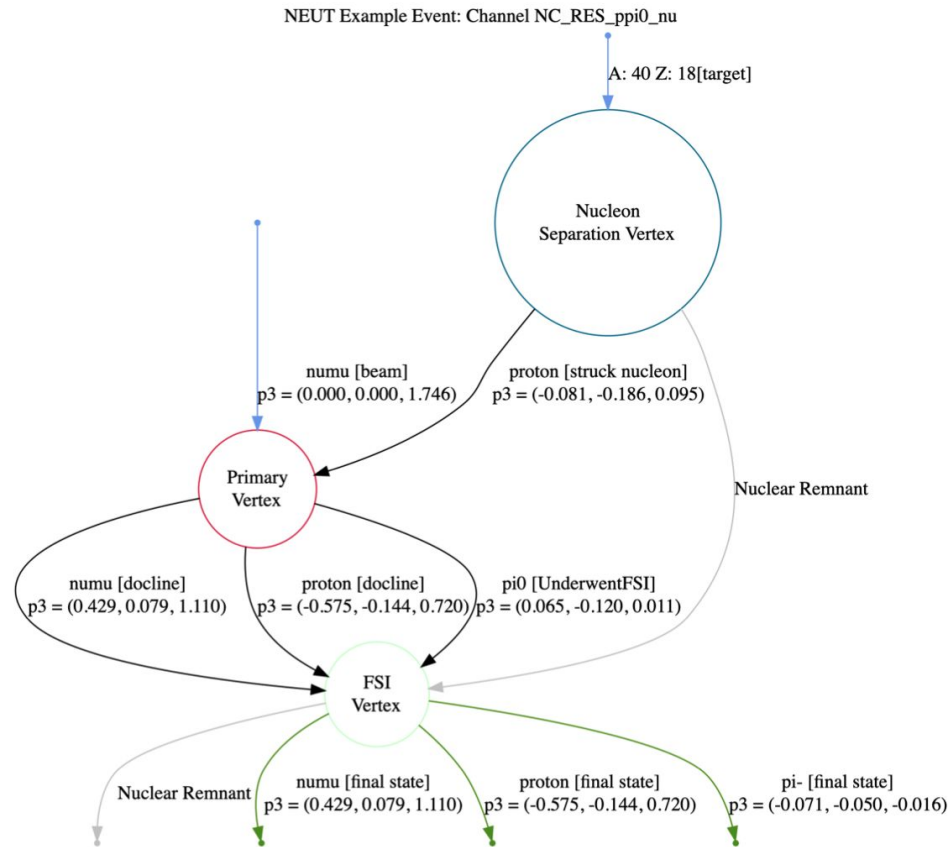 NEUT Example Event: Channel NC_RES_ppi0_nu
A: 40 Z: 18[target]
Nucleon
Separation Vertex
numu [beam]
p3 = (0.000, 0.000, 1.746)
proton [struck nucleon]
p3 = (-0.081, -0.186, 0.095)
Primary
Vertex
Nuclear Remnant
numu [docline]
p3 = (0.429, 0.079, 1.110)
proton [docline]
p3 = (-0.575, -0.144, 0.720)
pi0 [UnderwentFSI]
p3 = (0.065, -0.120, 0.011)
FSI
Vertex
Nuclear Remnant
numu [final state]
p3 = (0.429, 0.079, 1.110)
proton [final state]
p3 = (-0.575, -0.144, 0.720)
pi- [final state]
p3 = (-0.071, -0.050, -0.016)